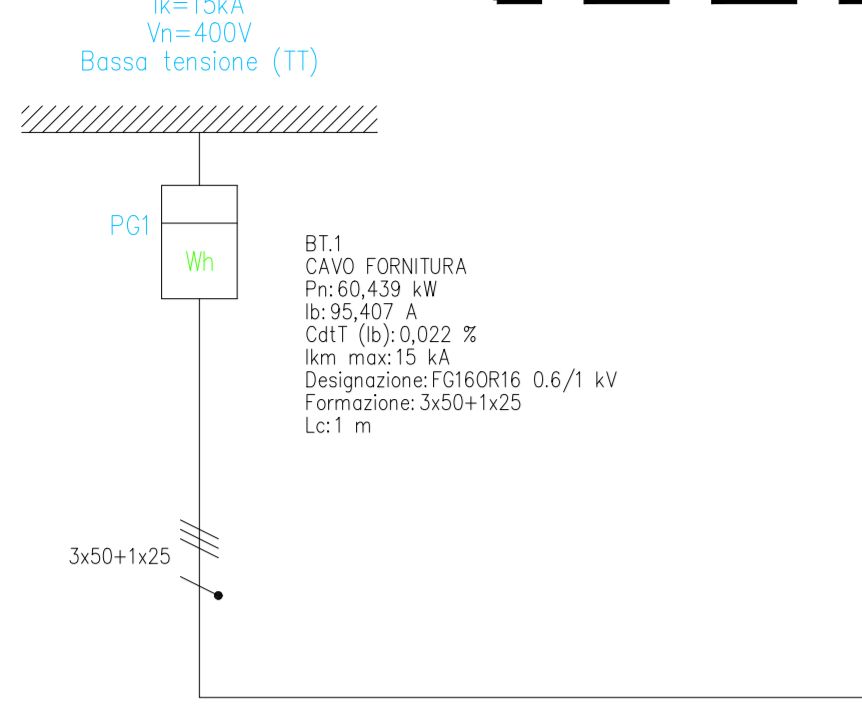 Ik=15kA
Vn=400V
Bassa tensione (TT)
PG1
Wh
BT.1
CAVO FORNITURA
Pn:60,439 kW
Ib:95,407 A
CdtT (Ib):0,022 %
Ikm max:15 kA
Designazione:FG16OR16 0.6/1 kV
Formazione:3x50+1x25
Lc:1 m
3x50+1x25